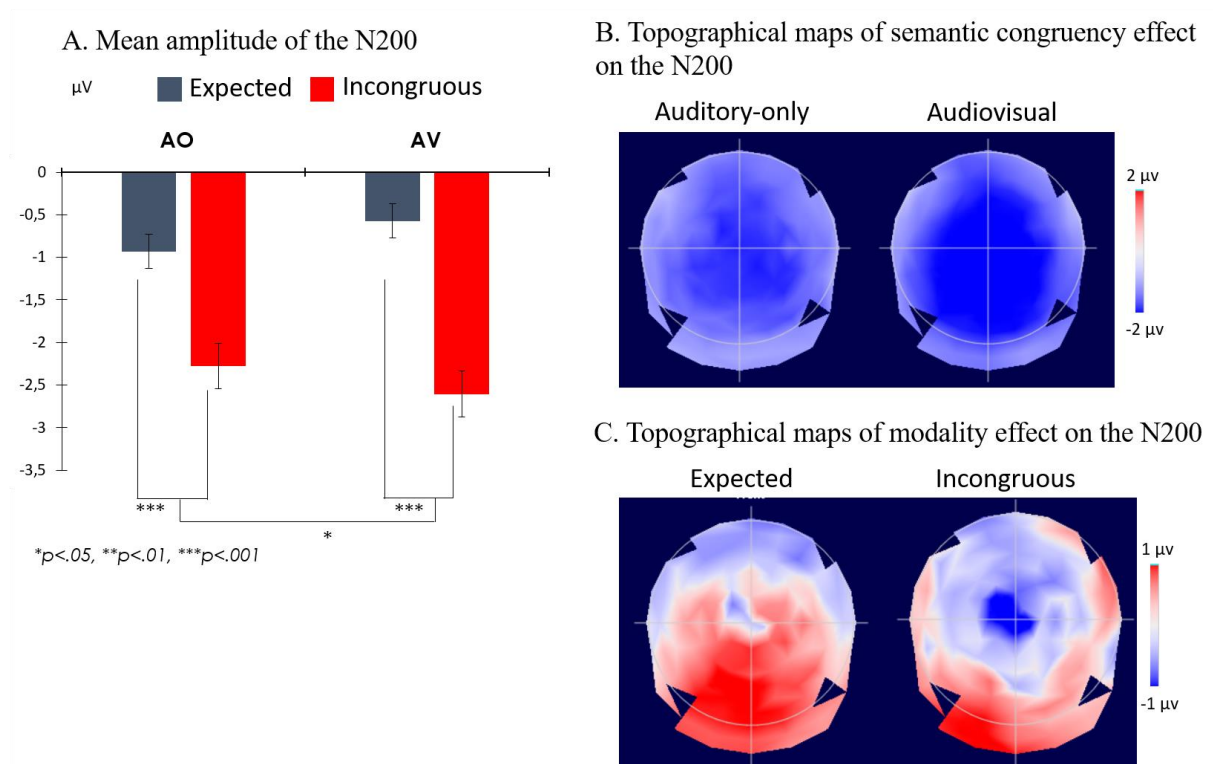 A. Mean amplitude of the N200
µV
Expected
Incongruous
AO
AV
0
-0,5
-1
-1,5
-2
-2,5
-3
-3,5
***
***
*
*p<.05, **p<.01, ***p<.001
B. Topographical maps of semantic congruency effect
on the N200
Auditory-only
Audiovisual
2 µv
-2 µv
C. Topographical maps of modality effect on the N200
Expected
Incongruous
1 µv
-1 µv